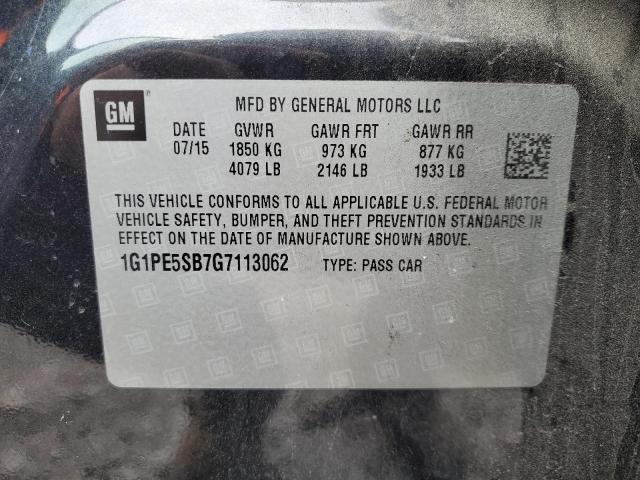 GM
MFD BY GENERAL MOTORS LLC
DATE GVWR GAWR FRT GAWR RR
07/15 1850 KG 973 KG 877 KG
4079 LB 2146 LB 1933 LB
THIS VEHICLE CONFORMS TO ALL APPLICABLE U.S. FEDERAL MOTOR
VEHICLE SAFETY, BUMPER, AND THEFT PREVENTION STANDARDS IN
EFFECT ON THE DATE OF MANUFACTURE SHOWN ABOVE.
1G1PE5SB7G7113062 TYPE: PASS CAR